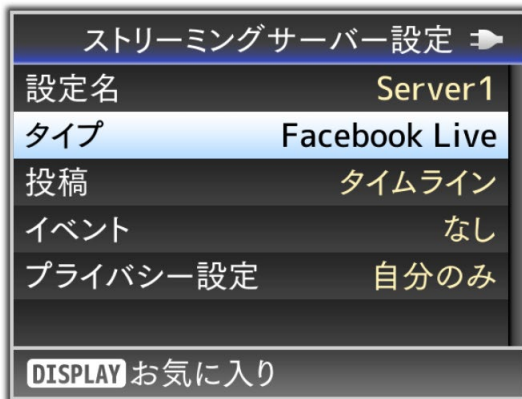 ストリーミングサーバー設定
設定名 Server1
タイプ Facebook Live
投稿 タイムライン
イベント なし
プライバシー設定 自分のみ
DISPLAY お気に入り